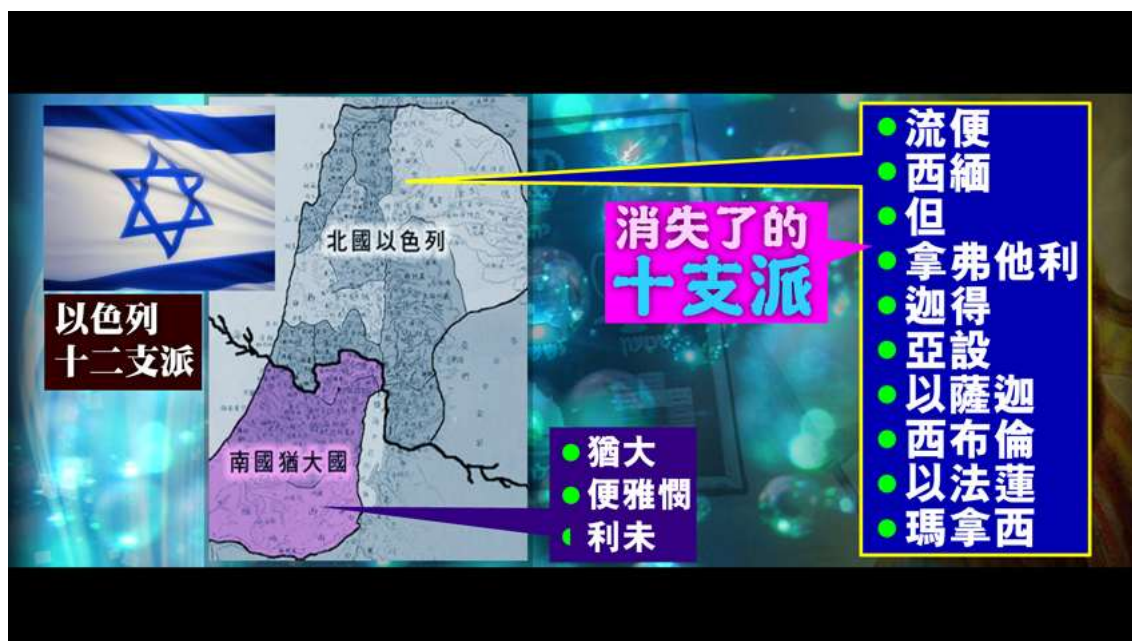 以色列
十二支派
北國以色列
南國猶大國
消失了的
十支派
流便
西緬
但
拿弗他利
迦得
亞設
以薩迦
西布倫
以法蓮
瑪拿西
猶大
便雅憫
利未